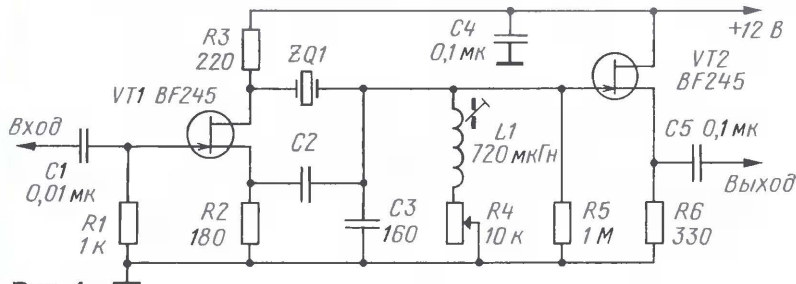 R3
220
ZQ1
C4
0,1 мк
+12 В
VT2
BF245
VT1 BF245
Вход
C1
0,01 мк
C2
L1
720 мкГн
C5 0,1 мк
Выход
R1
1 к
R2
180
C3
160
R4
10 к
R5
1 М
R6
330